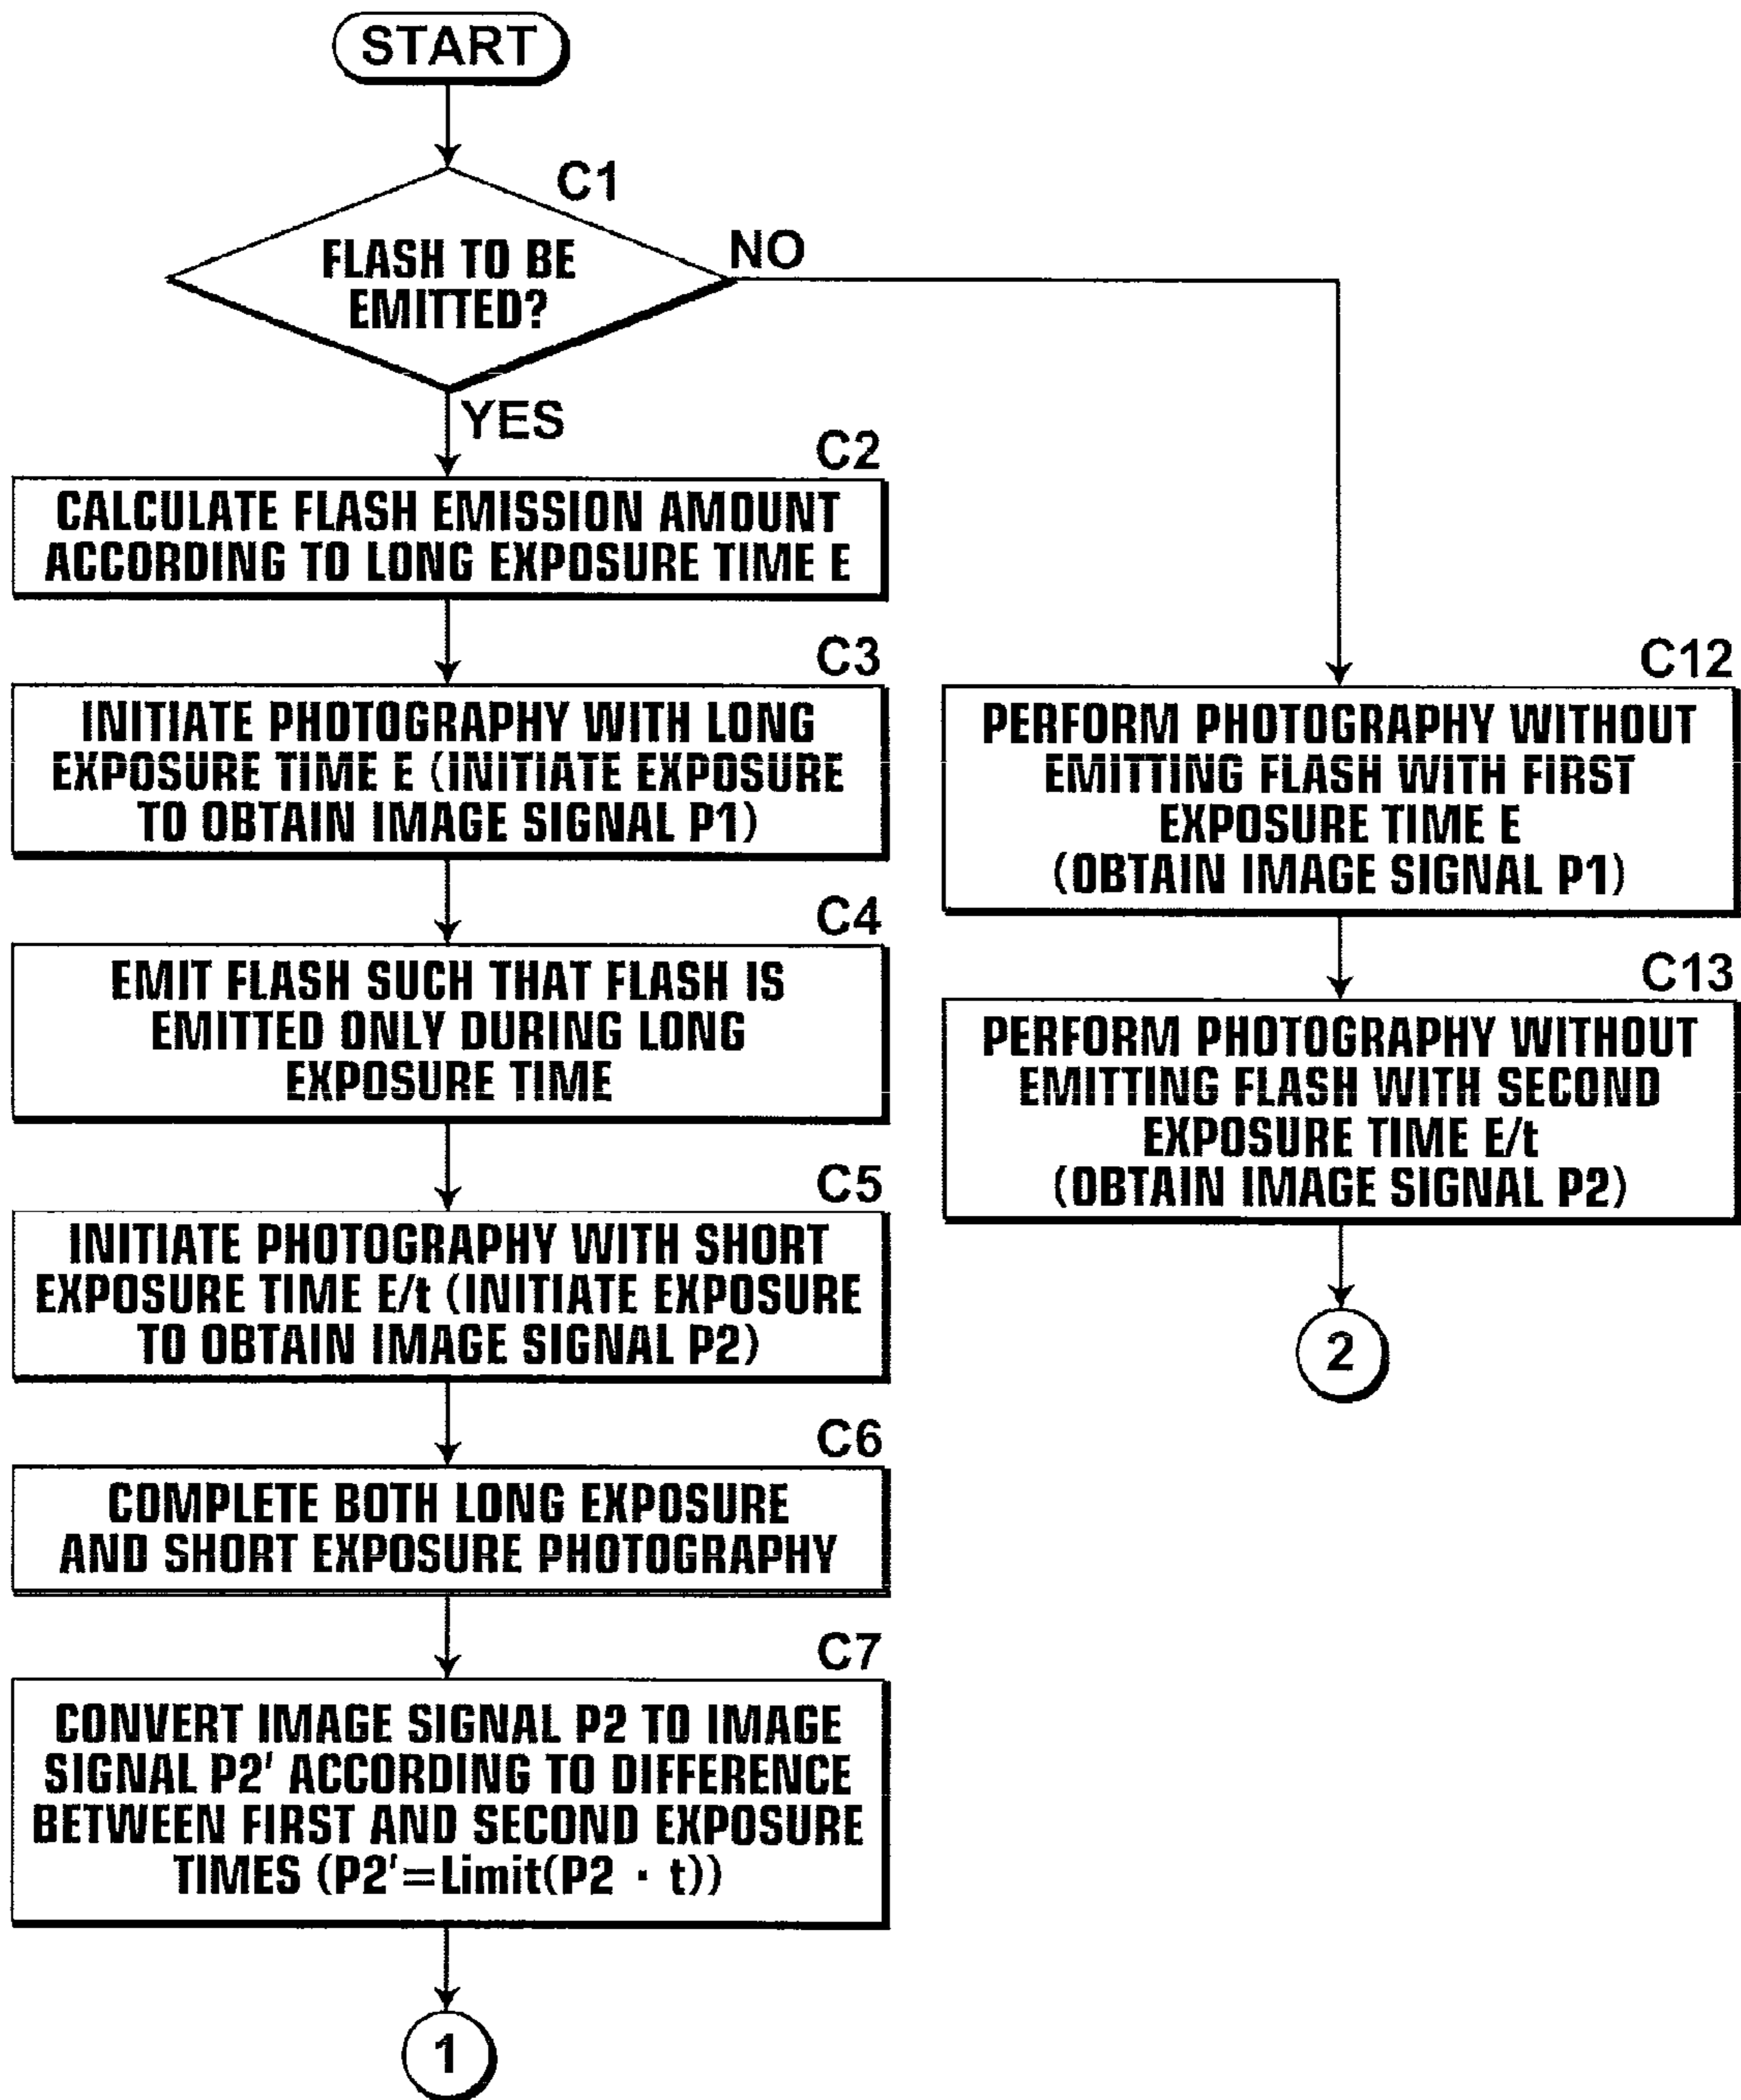 START
C1
FLASH TO BE
EMITTED?
NO
YES
C2
CALCULATE FLASH EMISSION AMOUNT
ACCORDING TO LONG EXPOSURE TIME E
C3
INITIATE PHOTOGRAPHY WITH LONG
EXPOSURE TIME E (INITIATE EXPOSURE
TO OBTAIN IMAGE SIGNAL P1)
C4
EMIT FLASH SUCH THAT FLASH IS
EMITTED ONLY DURING LONG
EXPOSURE TIME
C5
INITIATE PHOTOGRAPHY WITH SHORT
EXPOSURE TIME E/t (INITIATE EXPOSURE
TO OBTAIN IMAGE SIGNAL P2)
C6
COMPLETE BOTH LONG EXPOSURE
AND SHORT EXPOSURE PHOTOGRAPHY
C7
CONVERT IMAGE SIGNAL P2 TO IMAGE
SIGNAL P2' ACCORDING TO DIFFERENCE
BETWEEN FIRST AND SECOND EXPOSURE
TIMES (P2'=Limit(P2 · t))
1
C12
PERFORM PHOTOGRAPHY WITHOUT
EMITTING FLASH WITH FIRST
EXPOSURE TIME E
(OBTAIN IMAGE SIGNAL P1)
C13
PERFORM PHOTOGRAPHY WITHOUT
EMITTING FLASH WITH SECOND
EXPOSURE TIME E/t
(OBTAIN IMAGE SIGNAL P2)
2